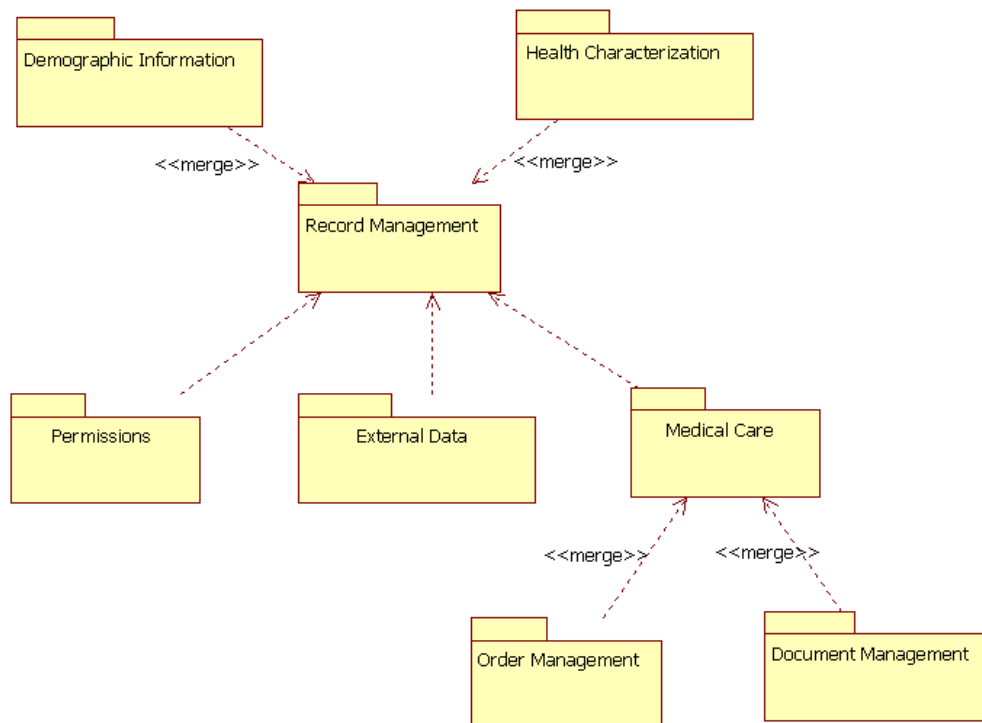 Demographic Information
Health Characterization
<<merge>>
<<merge>>
Record Management
Permissions
External Data
Medical Care
<<merge>>
<<merge>>
Order Management
Document Management